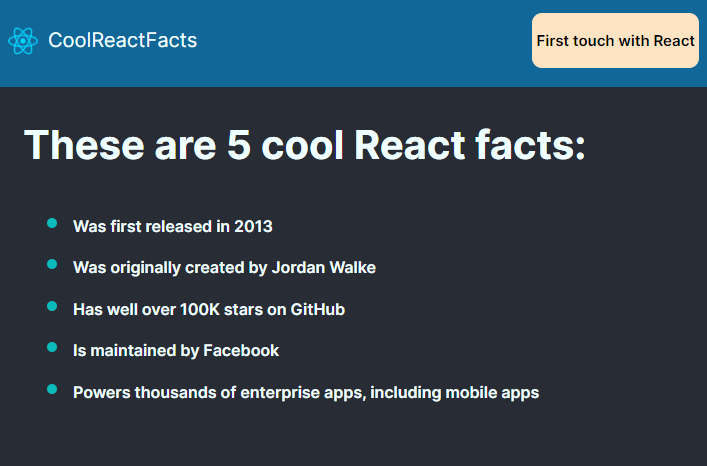 CoolReactFacts
First touch with React
These are 5 cool React facts:
Was first released in 2013
Was originally created by Jordan Walke
Has well over 100K stars on GitHub
Is maintained by Facebook
Powers thousands of enterprise apps, including mobile apps